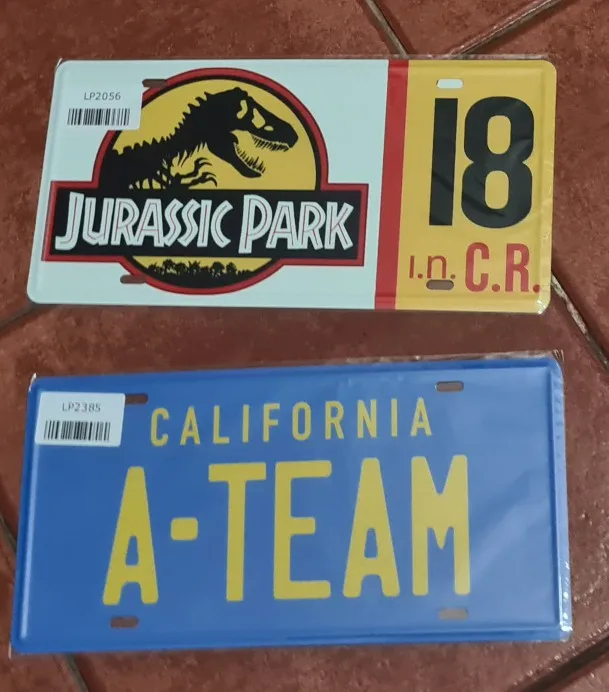 LP2056
JURASSIC PARK
18
I.n. C.R.
LP2385
CALIFORNIA
A-TEAM